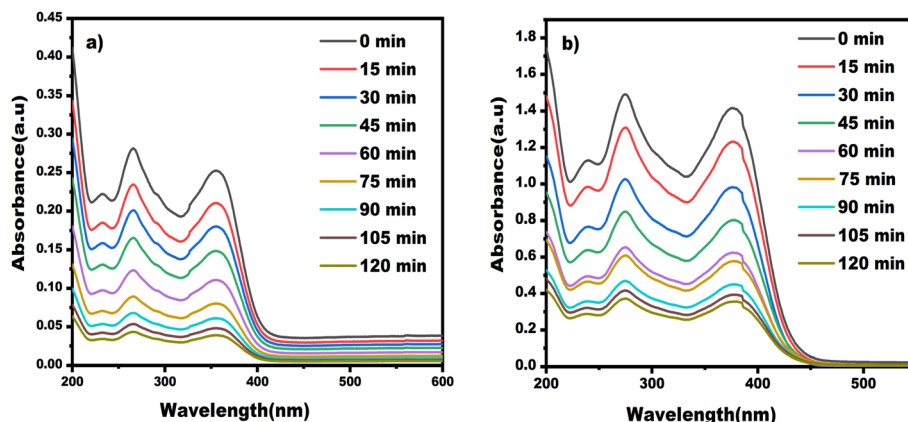 a)
0 min
15 min
30 min
45 min
60 min
75 min
90 min
105 min
120 min
0.45
0.40
0.35
0.30
0.25
0.20
0.15
0.10
0.05
0.00
200
300
400
500
600
Absorbance(a.u)
Wavelength(nm)
b)
0 min
15 min
30 min
45 min
60 min
75 min
90 min
105 min
120 min
1.8
1.6
1.4
1.2
1.0
0.8
0.6
0.4
0.2
0.0
200
300
400
500
Absorbance(a.u)
Wavelength(nm)